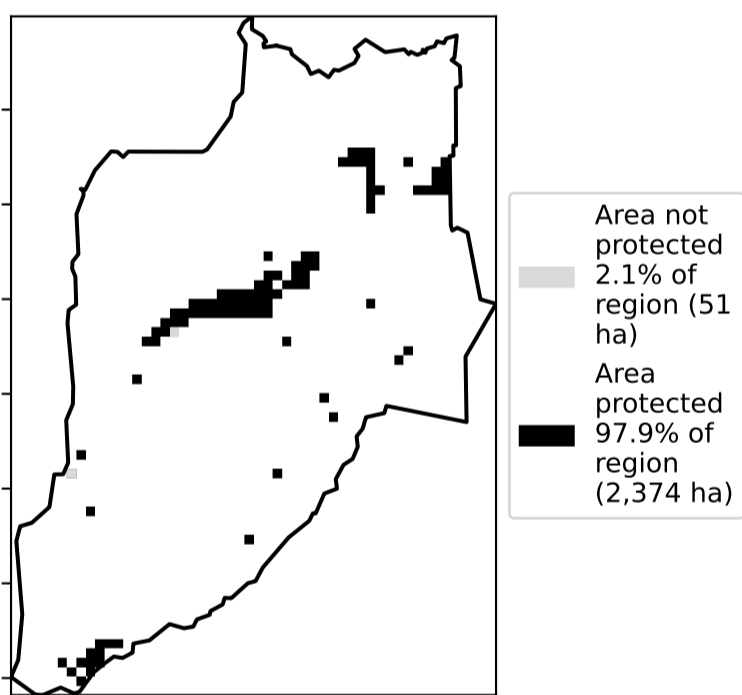 Area not
protected
2.1% of
region (51
ha)
Area
protected
97.9% of
region
(2,374 ha)